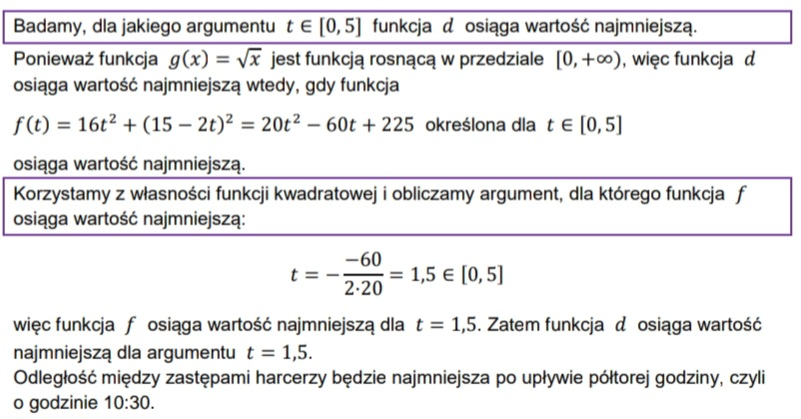 Badamy, dla jakiego argumentu t ∈ [0, 5] funkcja d osiąga wartość najmniejszą.
Ponieważ funkcja g(x) = √x jest funkcją rosnącą w przedziale [0, +∞), więc funkcja d
osiąga wartość najmniejszą wtedy, gdy funkcja
f(t) = 16t² + (15 − 2t)² = 20t² − 60t + 225 określona dla t ∈ [0, 5]
osiąga wartość najmniejszą.
Korzystamy z własności funkcji kwadratowej i obliczamy argument, dla którego funkcja f
osiąga wartość najmniejszą:
t = − −60/2·20 = 1,5 ∈ [0, 5]
więc funkcja f osiąga wartość najmniejszą dla t = 1,5. Zatem funkcja d osiąga wartość
najmniejszą dla argumentu t = 1,5.
Odległość między zastępami harcerzy będzie najmniejsza po upływie półtorej godziny, czyli
o godzinie 10:30.